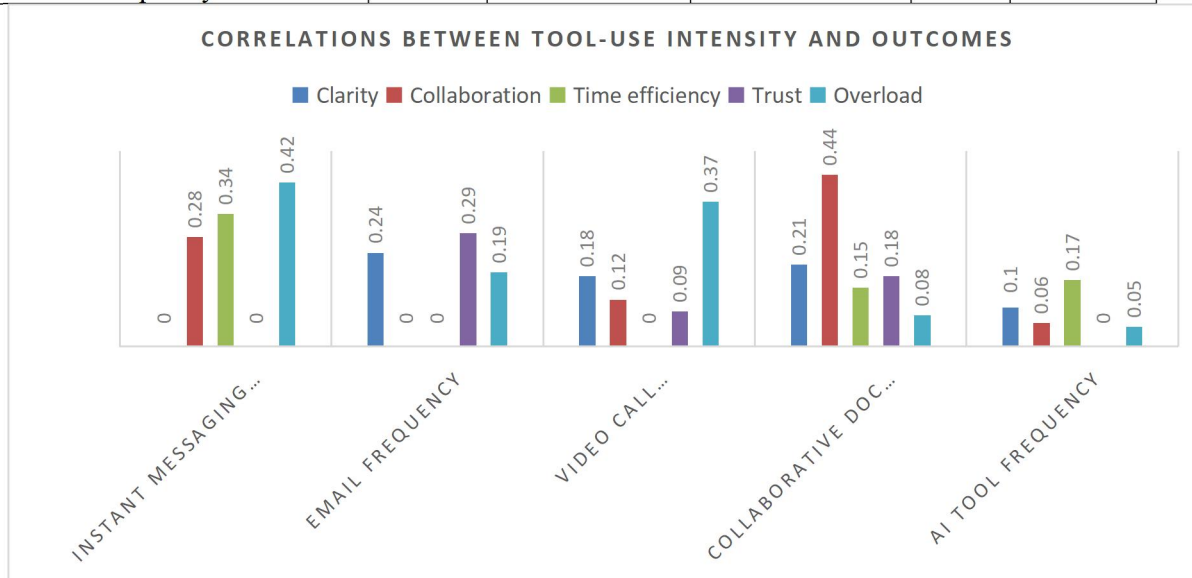 CORRELATIONS BETWEEN TOOL-USE INTENSITY AND OUTCOMES
Clarity Collaboration Time efficiency Trust Overload
0 0.28 0.34 0 0.42
0.24 0 0 0.29 0.19
0.18 0.12 0 0.09 0.37
0.21 0.44 0.15 0.18 0.08
0.1 0.06 0.17 0 0.05
INSTANT MESSAGING...
EMAIL FREQUENCY
VIDEO CALL...
COLLABORATIVE DOC...
AI TOOL FREQUENCY